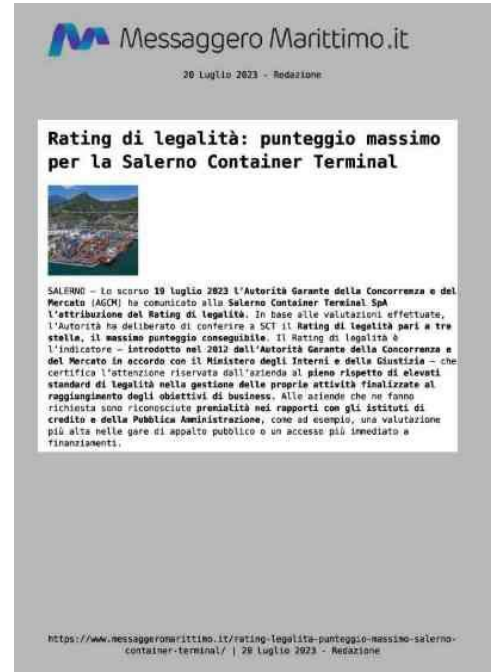 Messaggero Marittimo.it
20 Luglio 2023 - Redazione
Rating di legalità: punteggio massimo
per la Salerno Container Terminal
SALERNO – Lo scorso 19 luglio 2023 l'Autorità Garante della Concorrenza e del
Mercato (AGCM) ha comunicato alla Salerno Container Terminal SpA
l'attribuzione del Rating di legalità. In base alle valutazioni effettuate,
l'Autorità ha deliberato di conferire a SCT il Rating di legalità pari a tre
stelle, il massimo punteggio conseguibile. Il Rating di legalità è
l'indicatore – introdotto nel 2012 dall'Autorità Garante della Concorrenza e
del Mercato in accordo con il Ministero degli Interni e della Giustizia – che
certifica l'attenzione riservata dall'azienda al pieno rispetto di elevati
standard di legalità nella gestione delle proprie attività finalizzate al
raggiungimento degli obiettivi di business. Alle aziende che ne fanno
richiesta sono riconosciute premialità nei rapporti con gli istituti di
credito e della Pubblica Amministrazione, come ad esempio, una valutazione
più alta nelle gare di appalto pubblico o un accesso più immediato a
finanziamenti.
https://www.messaggeromarittimo.it/rating-legalita-punteggio-massimo-salerno-
container-terminal/ | 20 Luglio 2023 - Redazione